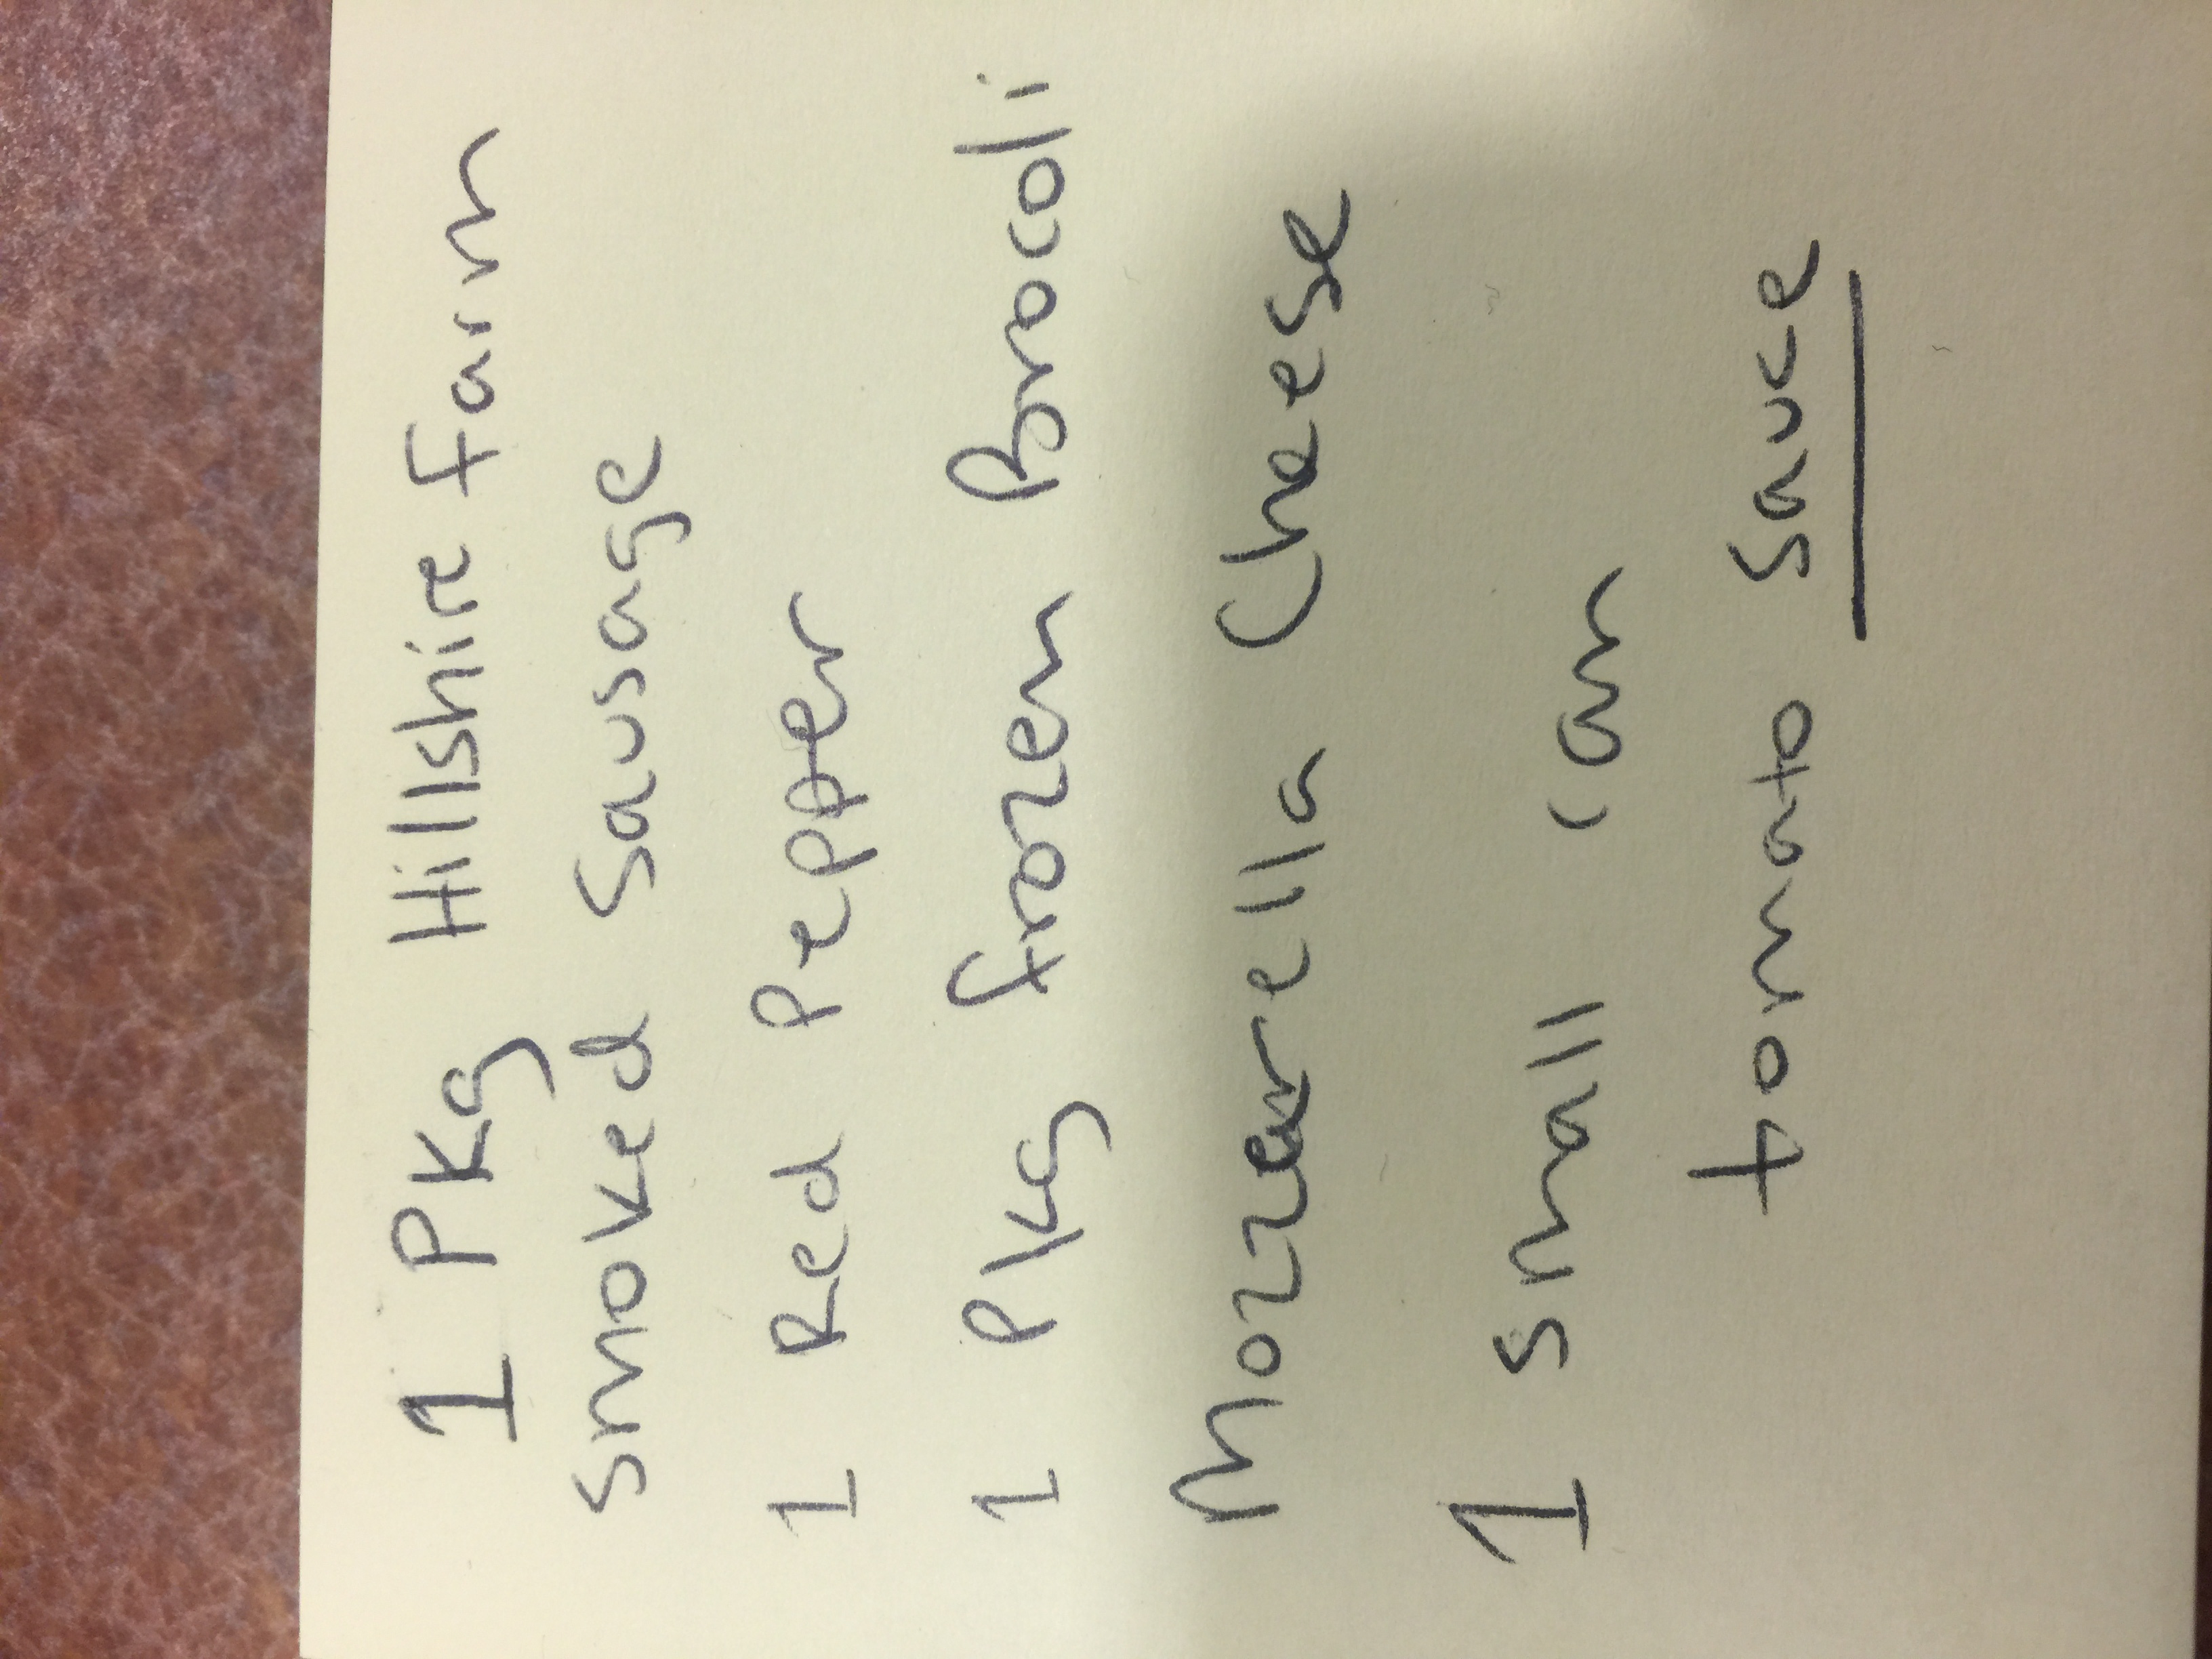 1 Pkg Hillshire Farm
Smoked Sausage
1 Red Pepper
1 Pkg frozen Brocoli
Mozzarella Cheese
1 small can
tomato sauce